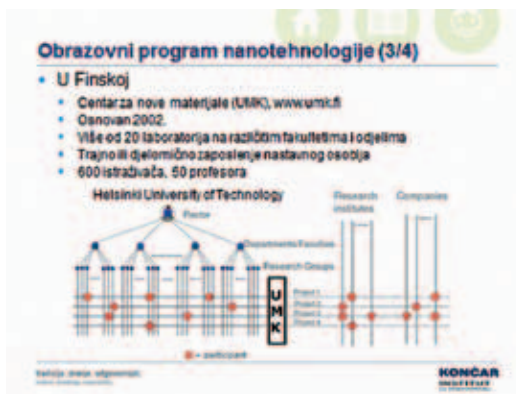 Obrazovni program nanotehnologije (3/4)
U Finskoj
Centar za nove materijale (UMK), www.umk.fi
Osnovan 2002.
Više od 20 laboratorija na različitim fakultetima i odjelima
Trajno ili djelomično zaposlenje nastavnog osoblja
600 istraživača, 50 profesora
Helsinki University of Technology
Research institutes
Companies
Rector
Departments/Faculties
Research Groups
UMK
Project 1
Project 2
Project 3
Project 4
= participant
KONČAR